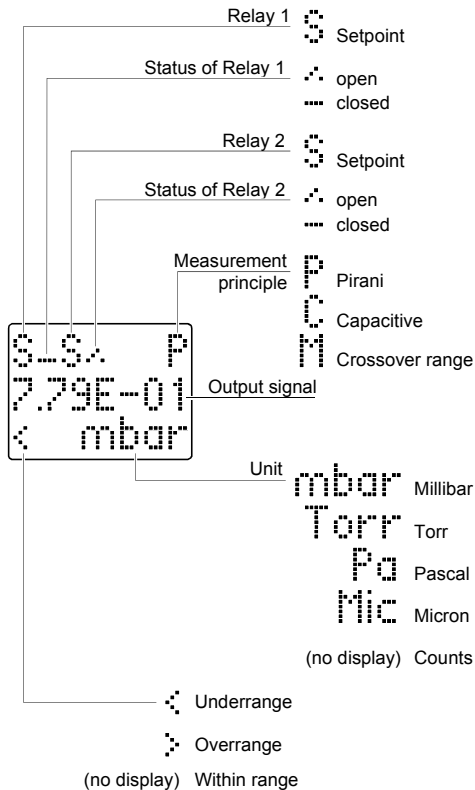 Relay 1 S Setpoint
Status of Relay 1 open
closed
Relay 2 S Setpoint
Status of Relay 2 open
closed
Measurement principle P Pirani
C Capacitive
M Crossover range
S S P
7.79E-01 Output signal
< mbar
Unit mbar Millibar
Torr Torr
Pa Pascal
Mic Micron
(no display) Counts
< Underrange
> Overrange
(no display) Within range